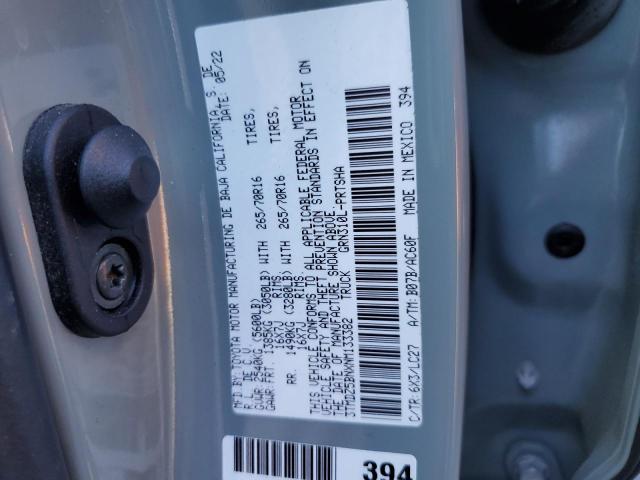 MFD.BY:TOYOTA MOTOR MANUFACTURING DE BAJA CALIFORNIA, S. DE
R.L. DE C.V. DATE: 05/22
GVWR: 2540KG (5600LB)
GAWR:FRT. 1385KG (3050LB) WITH 265/70R16 TIRES,
16X7J RIMS,
RR. 1490KG (3280LB) WITH 265/70R16 TIRES,
16X7J RIMS
THIS VEHICLE CONFORMS TO ALL APPLICABLE FEDERAL MOTOR
VEHICLE SAFETY AND THEFT PREVENTION STANDARDS IN EFFECT ON
THE DATE OF MANUFACTURE SHOWN ABOVE.
3TMDZ5BNXNM133382 TRUCK GRN310L-PRTSHA
C/TR: 6X3/LC27 A/TM: B07B/AC60F MADE IN MEXICO 394
394